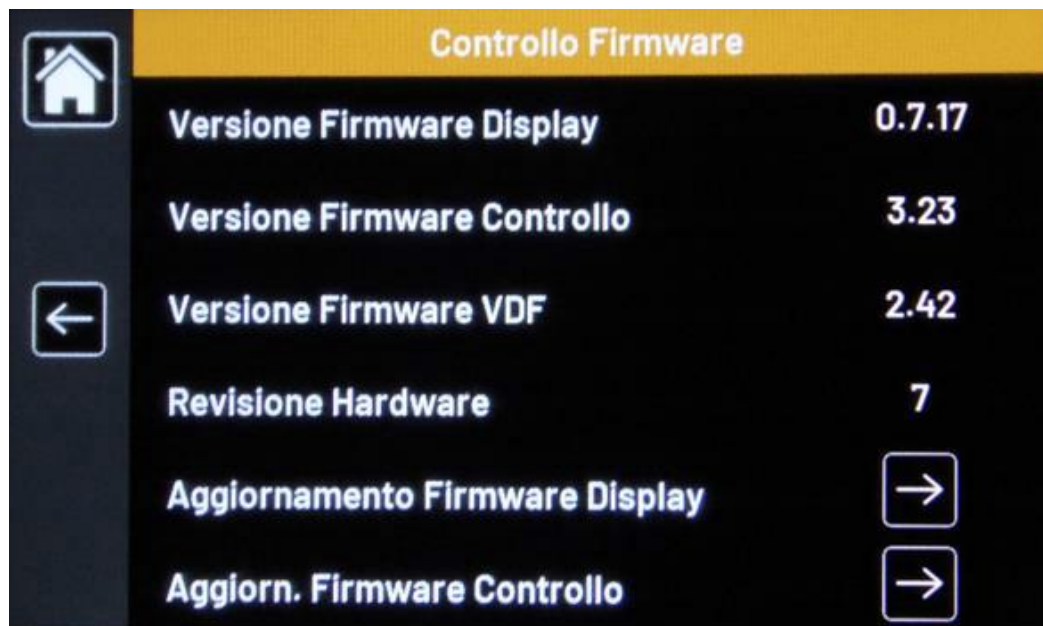 Controllo Firmware
Versione Firmware Display 0.7.17
Versione Firmware Controllo 3.23
Versione Firmware VDF 2.42
Revisione Hardware 7
Aggiornamento Firmware Display
Aggiorn. Firmware Controllo